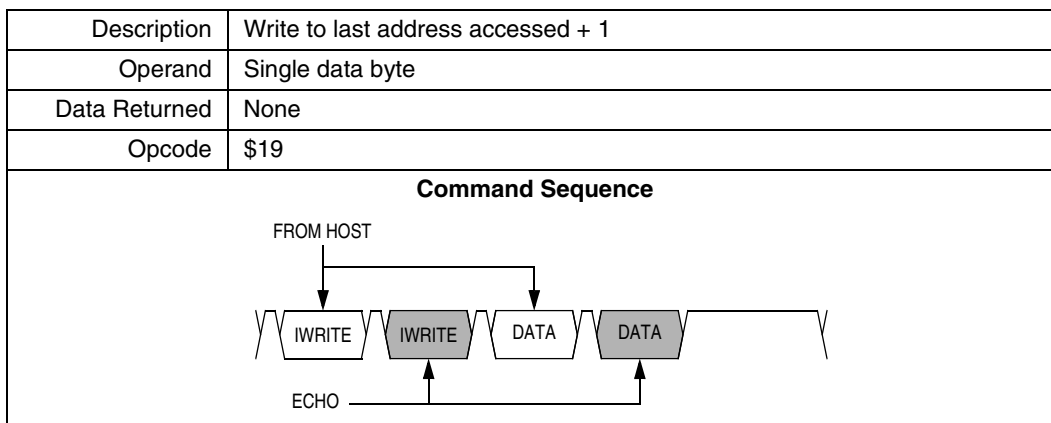 Description Write to last address accessed + 1
Operand Single data byte
Data Returned None
Opcode $19
Command Sequence
FROM HOST
IWRITE IWRITE DATA DATA
ECHO